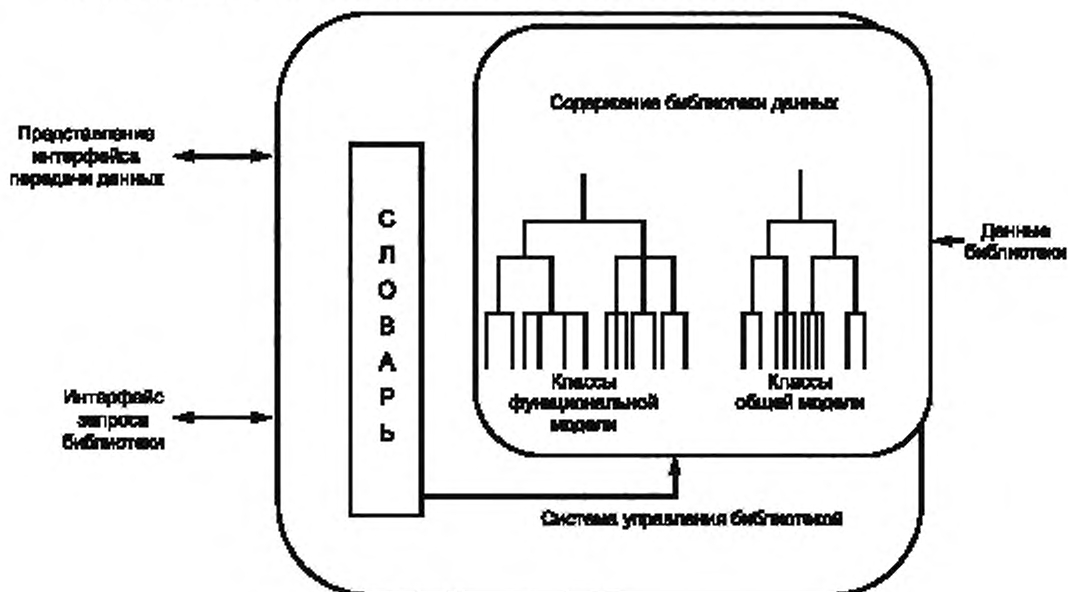 Содержание библиотеки данных
Представление
интерфейса
передачи данных
С
Л
О
В
А
Р
Ь
Данные
библиотеки
Классы
функциональной
модели
Классы
общей модели
Интерфейс
запроса
библиотеки
Система управления библиотекой